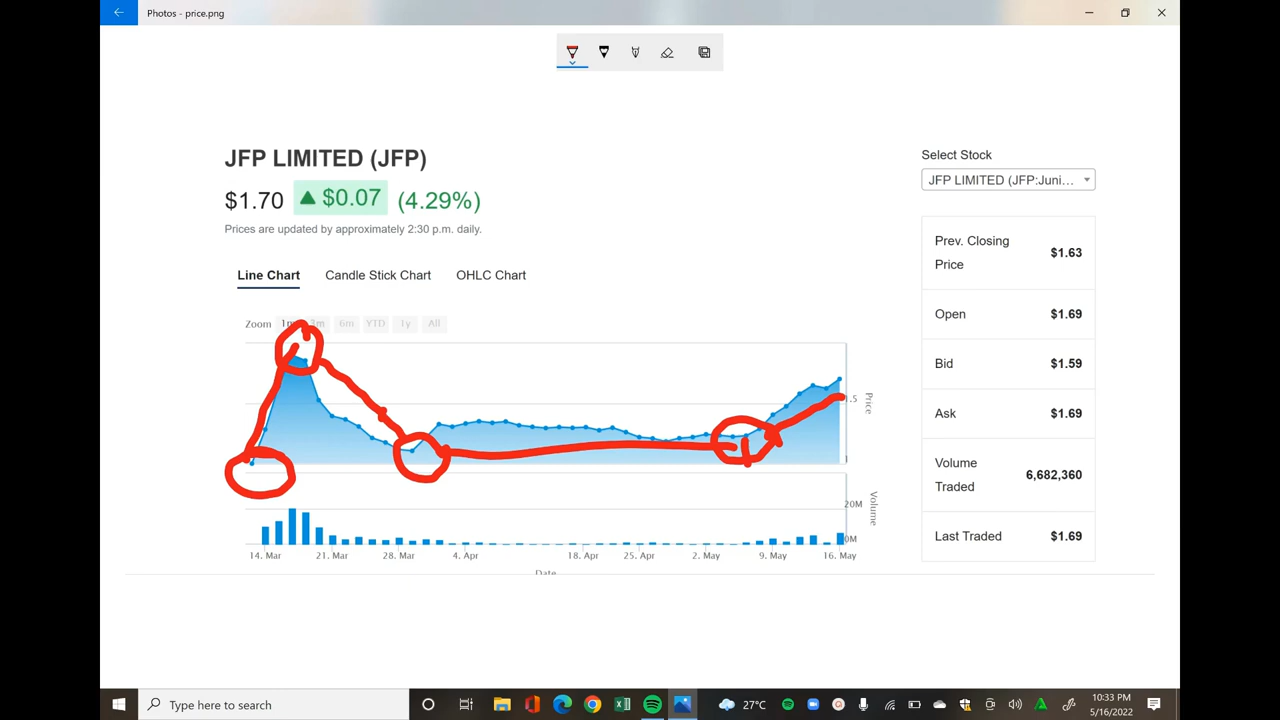 Photos - price.png
JFP LIMITED (JFP)
$1.70 ▲ $0.07 (4.29%)
Prices are updated by approximately 2:30 p.m. daily.
Line Chart Candle Stick Chart OHLC Chart
Zoom 3m 6m YTD 1y All
1.5
Price
20M
0M
Volume
14. Mar 21. Mar 28. Mar 4. Apr 18. Apr 25. Apr 2. May 9. May 16. May
Date
Select Stock
JFP LIMITED (JFP:Juni...
Prev. Closing
Price $1.63
Open $1.69
Bid $1.59
Ask $1.69
Volume
Traded 6,682,360
Last Traded $1.69
Type here to search
27°C
10:33 PM
5/16/2022